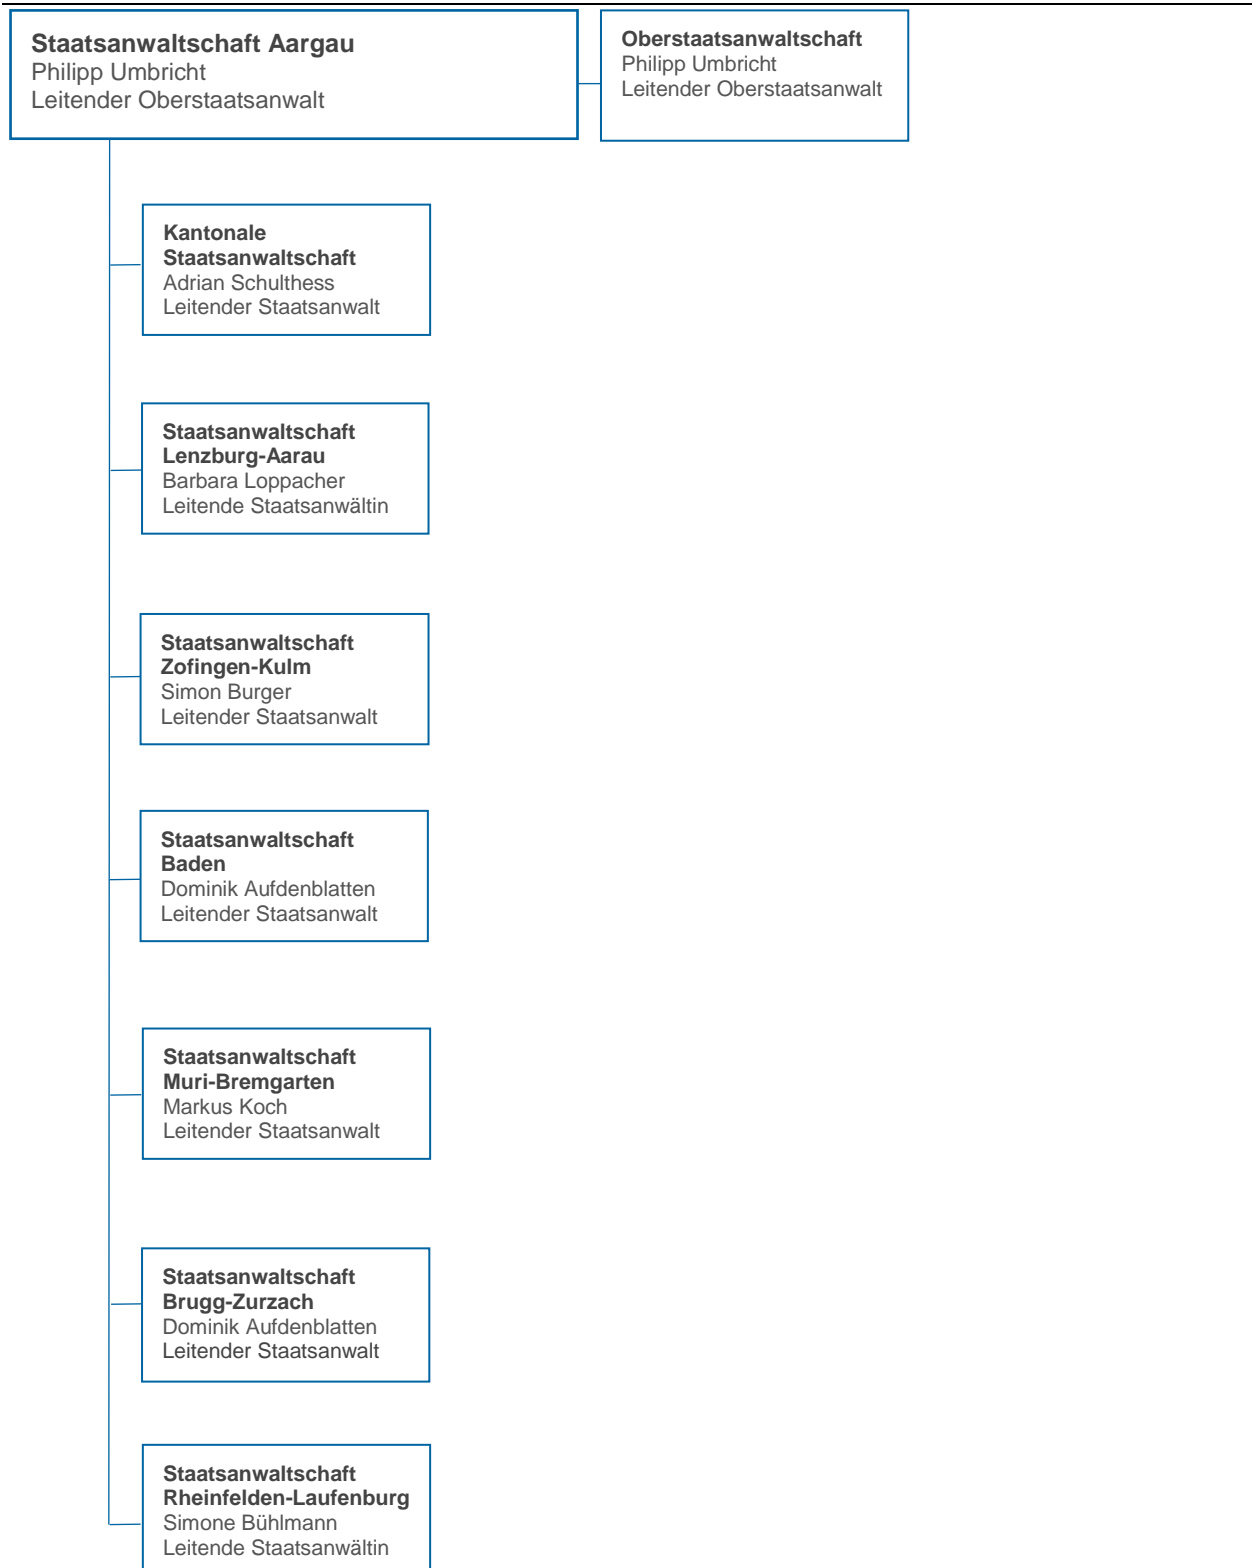 Staatsanwaltschaft Aargau
Philipp Umbricht
Leitender Oberstaatsanwalt
Oberstaatsanwaltschaft
Philipp Umbricht
Leitender Oberstaatsanwalt
Kantonale
Staatsanwaltschaft
Adrian Schulthess
Leitender Staatsanwalt
Staatsanwaltschaft
Lenzburg-Aarau
Barbara Loppacher
Leitende Staatsanwältin
Staatsanwaltschaft
Zofingen-Kulm
Simon Burger
Leitender Staatsanwalt
Staatsanwaltschaft
Baden
Dominik Aufdenblatten
Leitender Staatsanwalt
Staatsanwaltschaft
Muri-Bremgarten
Markus Koch
Leitender Staatsanwalt
Staatsanwaltschaft
Brugg-Zurzach
Dominik Aufdenblatten
Leitender Staatsanwalt
Staatsanwaltschaft
Rheinfelden-Laufenburg
Simone Bühlmann
Leitende Staatsanwältin